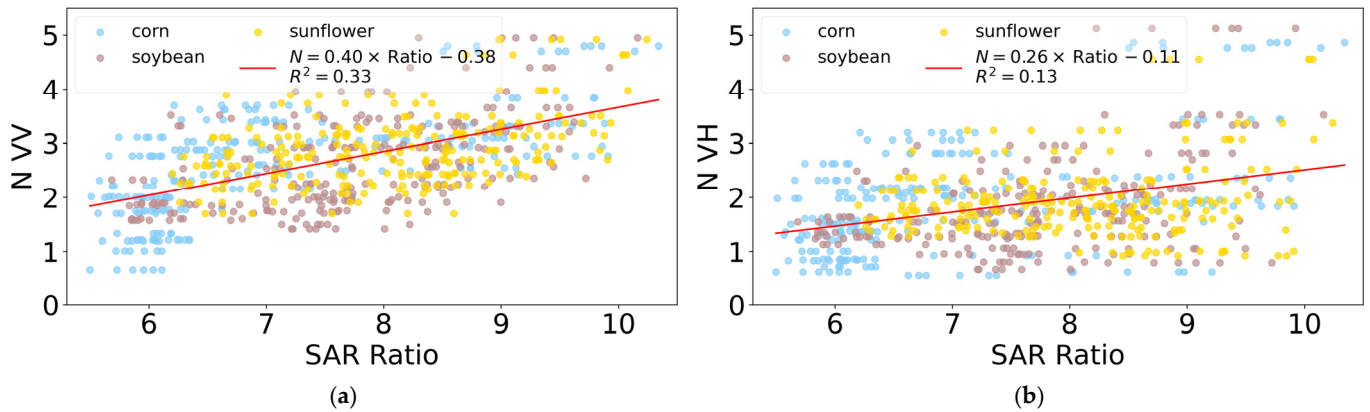 5
4
3
2
1
0
N VV
corn
soybean
sunflower
N = 0.40 × Ratio − 0.38
R² = 0.33
6 7 8 9 10
SAR Ratio
(a)
5
4
3
2
1
0
N VH
corn
soybean
sunflower
N = 0.26 × Ratio − 0.11
R² = 0.13
6 7 8 9 10
SAR Ratio
(b)